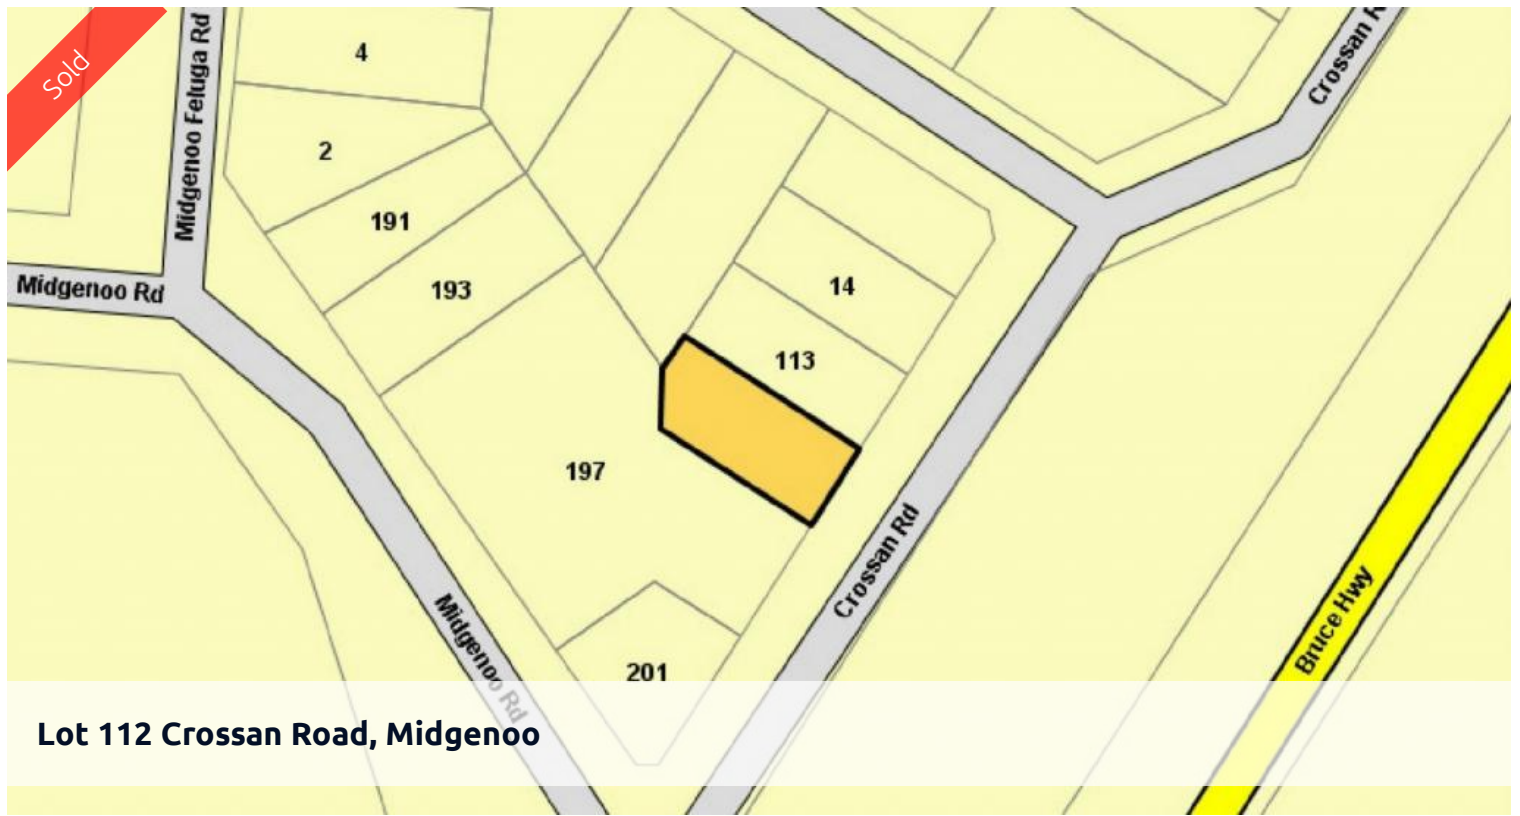 Sold
Midgenoo Feluga Rd
4
Crossan R
2
191
193
Midgenoo Rd
14
113
197
Crossan Rd
Midgenoo Rd
Bruce Hwy
201
Lot 112 Crossan Road, Midgenoo